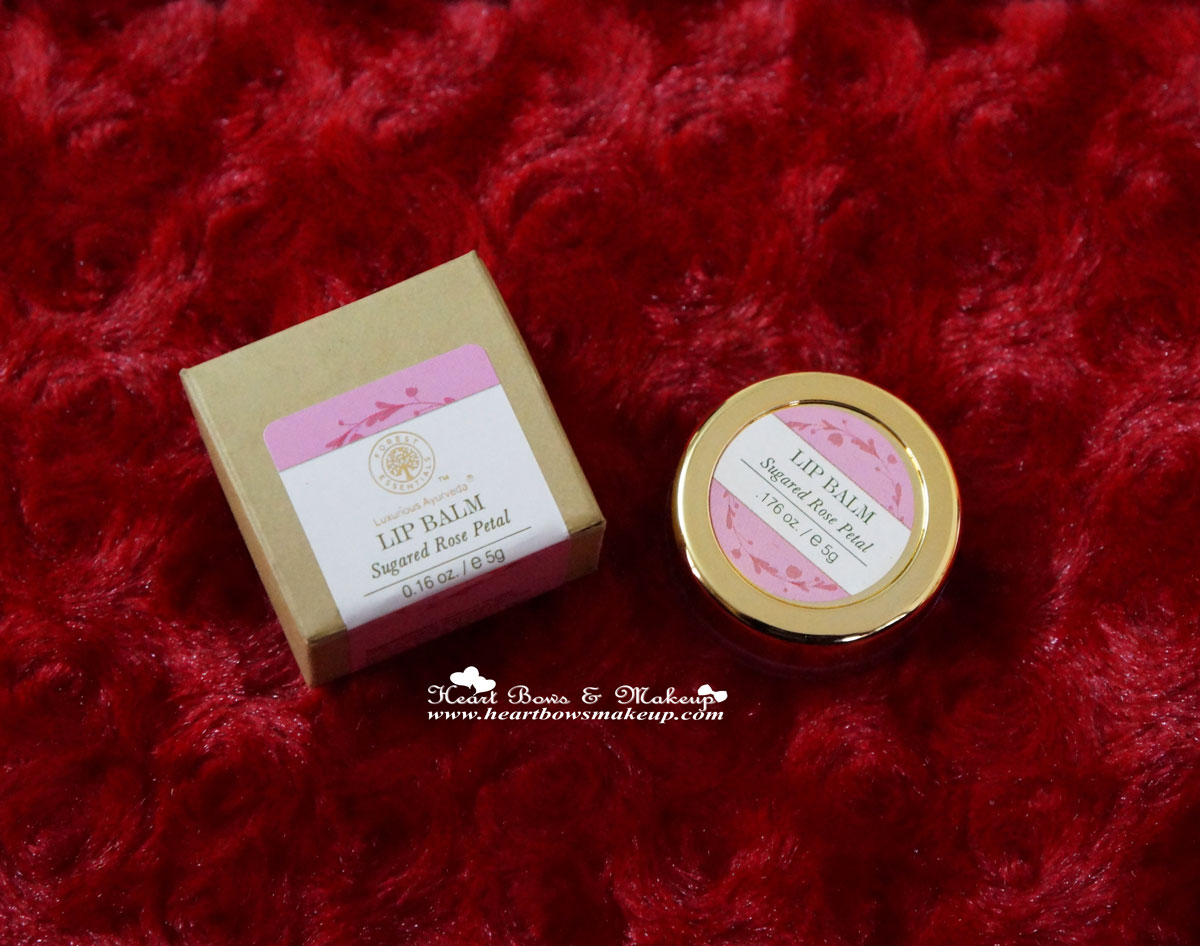 FOREST
ESSENTIALS
™
Luxurious Ayurveda®
LIP BALM
Sugared Rose Petal
0.16 oz. / ℮ 5g
LIP BALM
Sugared Rose Petal
.176 oz. / ℮ 5g
Heart Bows & Makeup
www.heartbowsmakeup.com